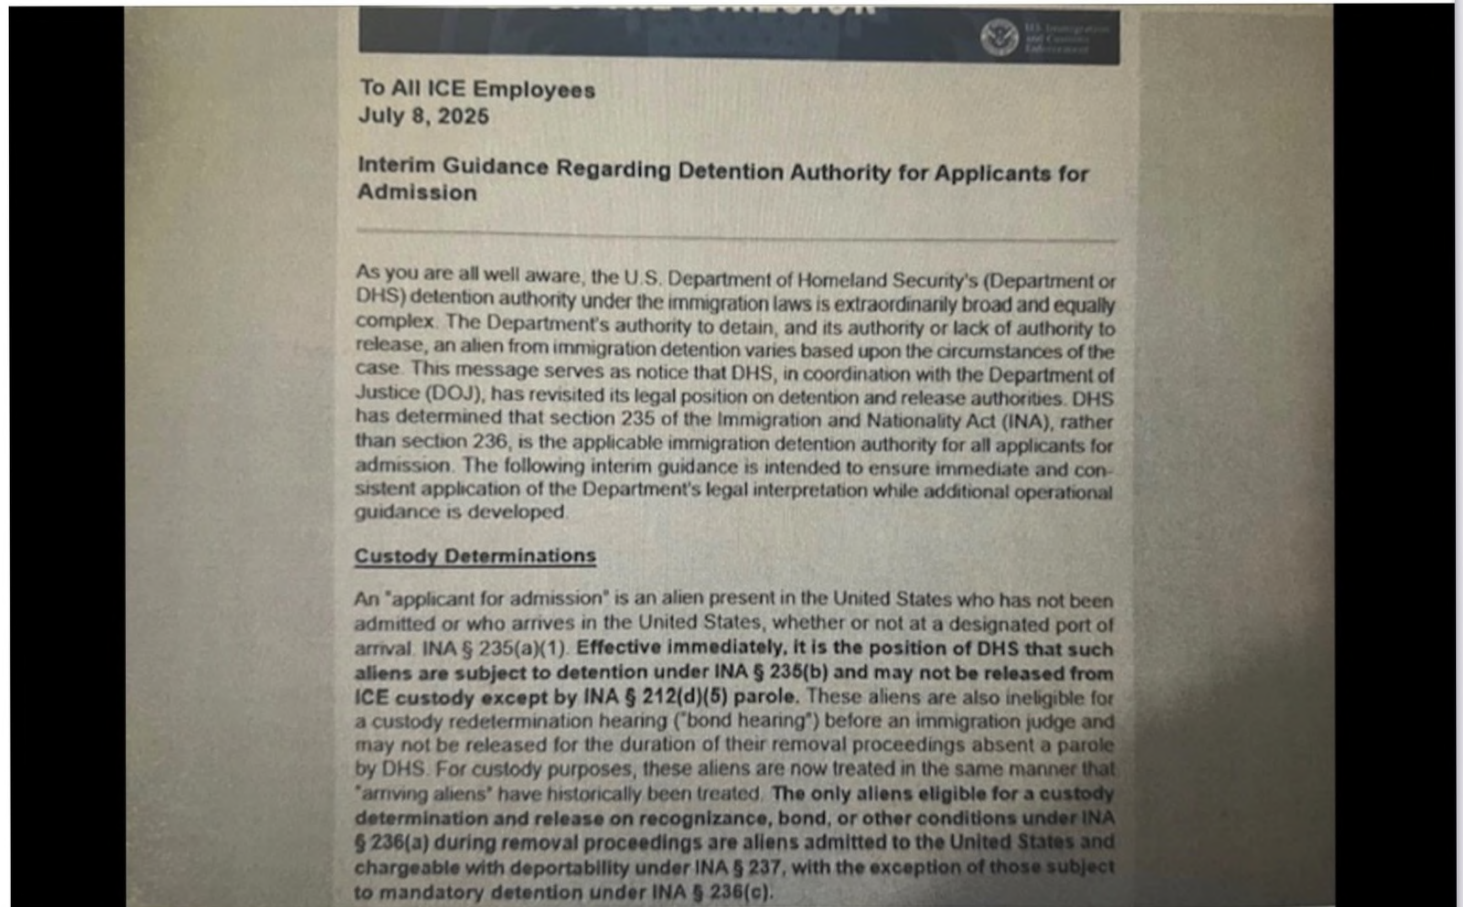 U.S. Immigration
and Customs
Enforcement
To All ICE Employees
July 8, 2025
Interim Guidance Regarding Detention Authority for Applicants for
Admission
As you are all well aware, the U.S. Department of Homeland Security's (Department or
DHS) detention authority under the immigration laws is extraordinarily broad and equally
complex. The Department's authority to detain, and its authority or lack of authority to
release, an alien from immigration detention varies based upon the circumstances of the
case. This message serves as notice that DHS, in coordination with the Department of
Justice (DOJ), has revisited its legal position on detention and release authorities. DHS
has determined that section 235 of the Immigration and Nationality Act (INA), rather
than section 236, is the applicable immigration detention authority for all applicants for
admission. The following interim guidance is intended to ensure immediate and con-
sistent application of the Department's legal interpretation while additional operational
guidance is developed.
Custody Determinations
An "applicant for admission" is an alien present in the United States who has not been
admitted or who arrives in the United States, whether or not at a designated port of
arrival. INA § 235(a)(1). Effective immediately, it is the position of DHS that such
aliens are subject to detention under INA § 235(b) and may not be released from
ICE custody except by INA § 212(d)(5) parole. These aliens are also ineligible for
a custody redetermination hearing ("bond hearing") before an immigration judge and
may not be released for the duration of their removal proceedings absent a parole
by DHS. For custody purposes, these aliens are now treated in the same manner that
"arriving aliens" have historically been treated. The only aliens eligible for a custody
determination and release on recognizance, bond, or other conditions under INA
§ 236(a) during removal proceedings are aliens admitted to the United States and
chargeable with deportability under INA § 237, with the exception of those subject
to mandatory detention under INA § 236(c).